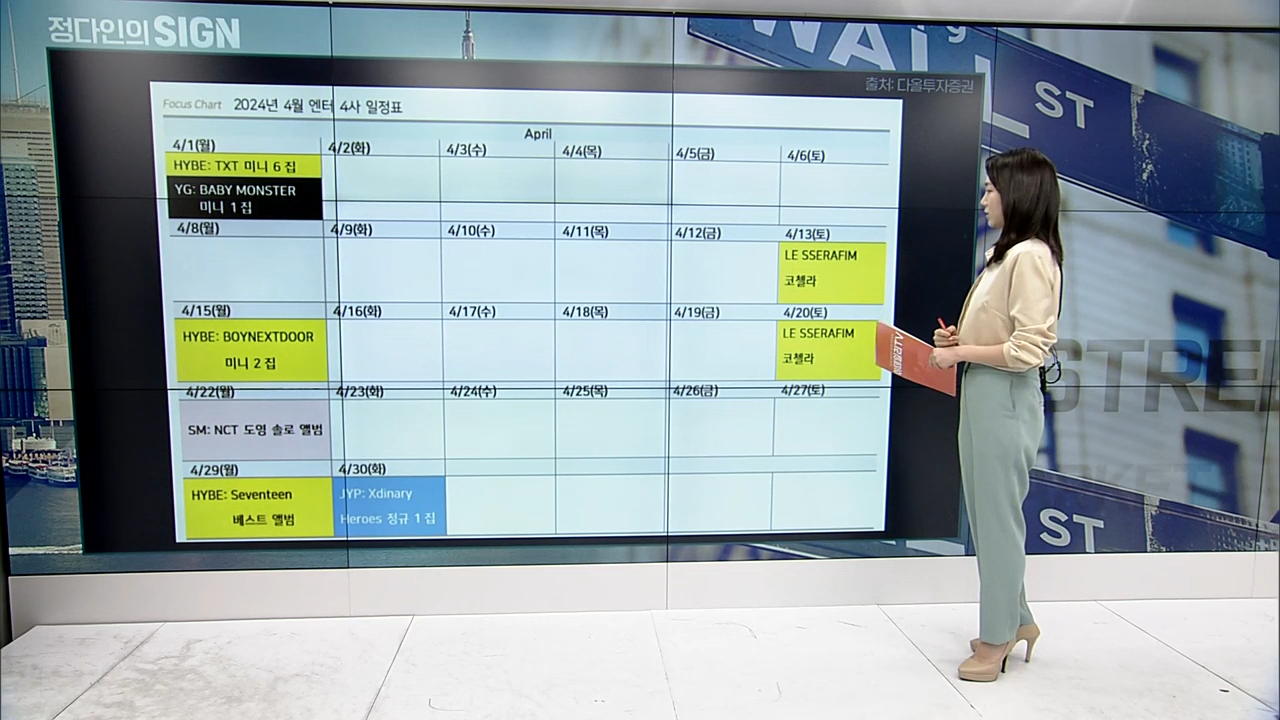 정다인의 SIGN
WALL 9
ST
출처: 다올투자증권
Focus Chart 2024년 4월 엔터 4사 일정표
April
4/1(월) 4/2(화) 4/3(수) 4/4(목) 4/5(금) 4/6(토)
HYBE: TXT 미니 6 집
YG: BABY MONSTER
미니 1 집
4/8(월) 4/9(화) 4/10(수) 4/11(목) 4/12(금) 4/13(토)
LE SSERAFIM
코첼라
4/15(월) 4/16(화) 4/17(수) 4/18(목) 4/19(금) 4/20(토)
HYBE: BOYNEXTDOOR
미니 2 집
LE SSERAFIM
코첼라
4/22(월) 4/23(화) 4/24(수) 4/25(목) 4/26(금) 4/27(토)
SM: NCT 도영 솔로 앨범
4/29(월) 4/30(화)
HYBE: Seventeen
베스트 앨범
JYP: Xdinary
Heroes 정규 1 집
ST